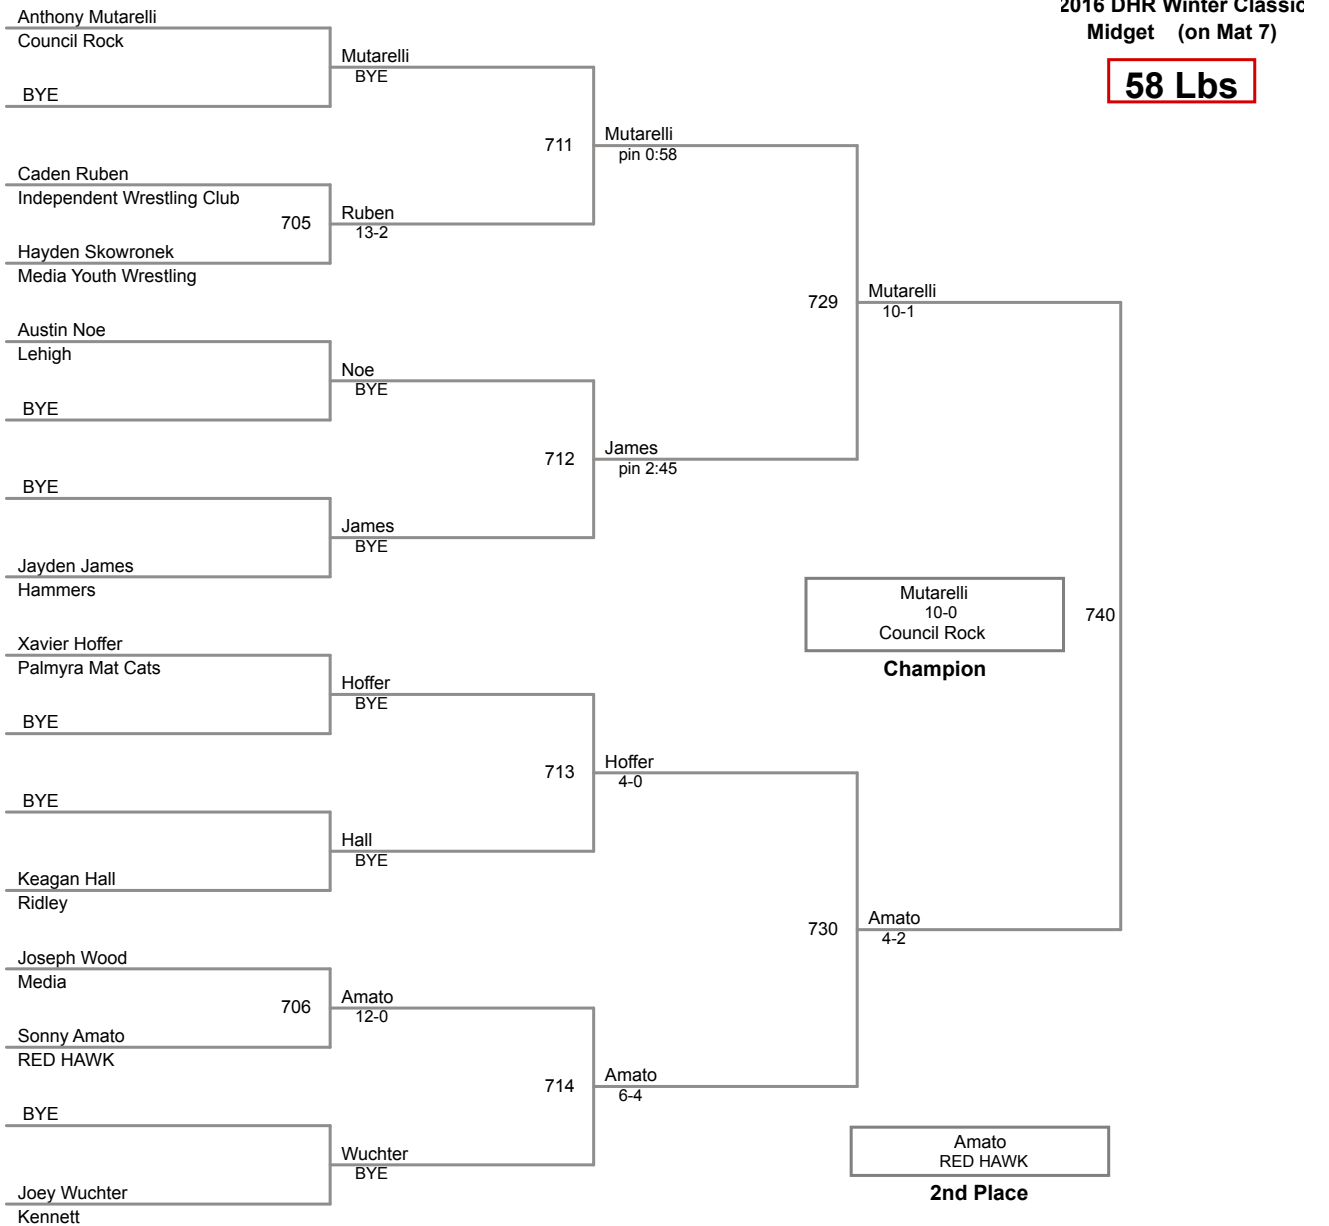 2016 DHR Winter Classic
Midget (on Mat 7)
58 Lbs
Anthony Mutarelli
Council Rock
Mutarelli
BYE
BYE
711
Mutarelli
pin 0:58
Caden Ruben
Independent Wrestling Club
705
Ruben
13-2
Hayden Skowronek
Media Youth Wrestling
729
Mutarelli
10-1
Austin Noe
Lehigh
Noe
BYE
BYE
712
James
pin 2:45
BYE
James
BYE
Jayden James
Hammers
Mutarelli
10-0
Council Rock
Champion
740
Xavier Hoffer
Palmyra Mat Cats
Hoffer
BYE
BYE
713
Hoffer
4-0
BYE
Hall
BYE
Keagan Hall
Ridley
730
Amato
4-2
Joseph Wood
Media
706
Amato
12-0
Sonny Amato
RED HAWK
714
Amato
6-4
BYE
Wuchter
BYE
Joey Wuchter
Kennett
Amato
RED HAWK
2nd Place